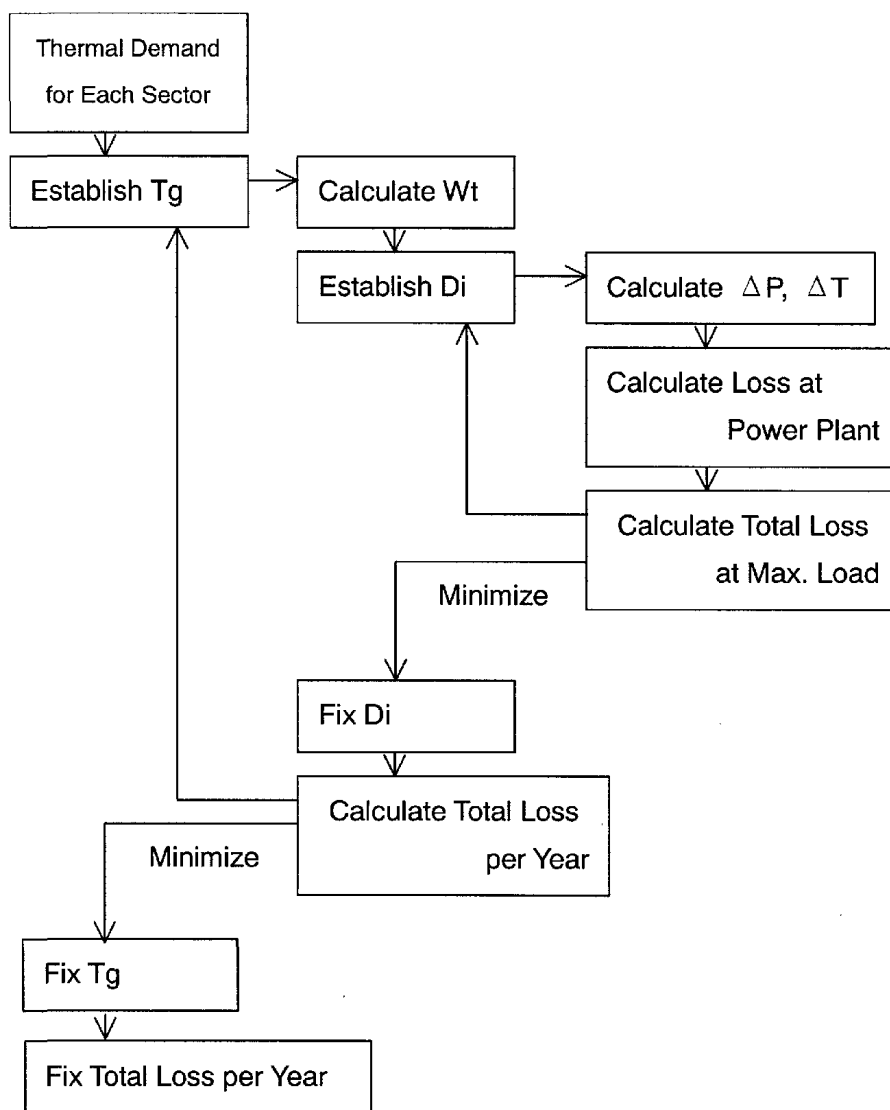 Thermal Demand
for Each Sector
Establish Tg
Calculate Wt
Establish Di
Calculate ΔP, ΔT
Calculate Loss at
Power Plant
Calculate Total Loss
at Max. Load
Minimize
Fix Di
Calculate Total Loss
per Year
Minimize
Fix Tg
Fix Total Loss per Year